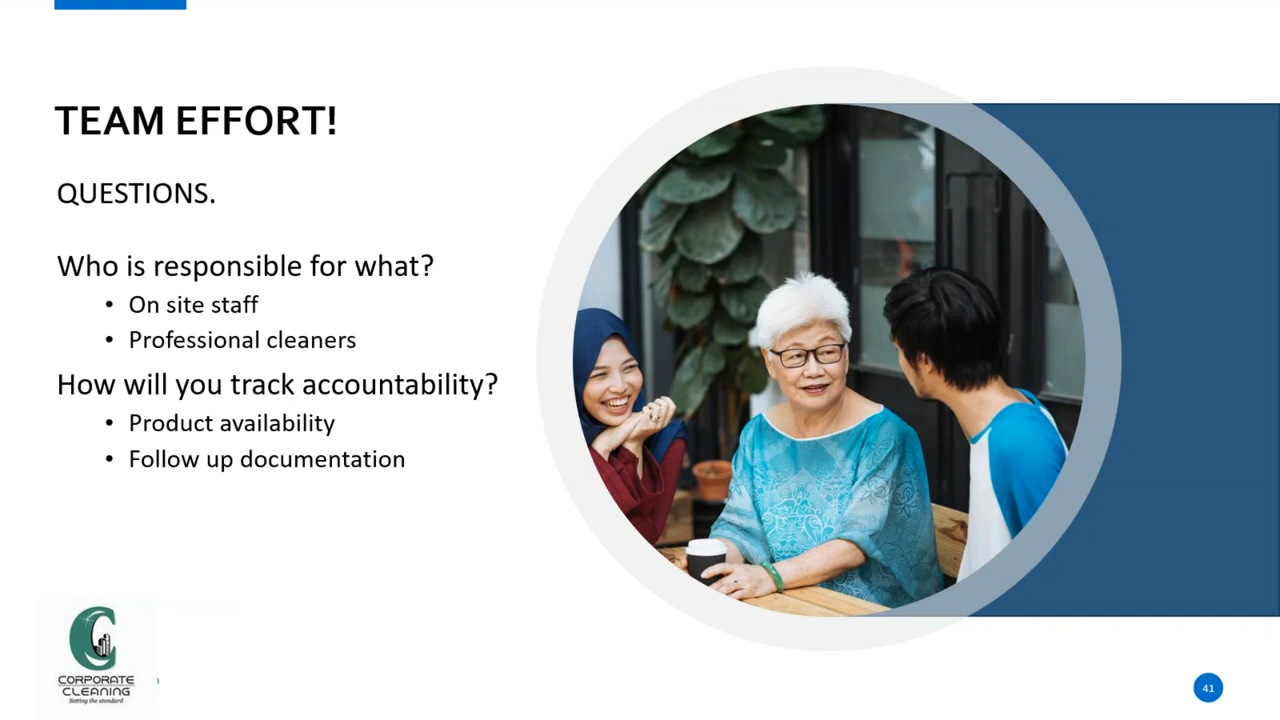 TEAM EFFORT!
QUESTIONS.
Who is responsible for what?
• On site staff
• Professional cleaners
How will you track accountability?
• Product availability
• Follow up documentation
CORPORATE
CLEANING
Setting the standard
41